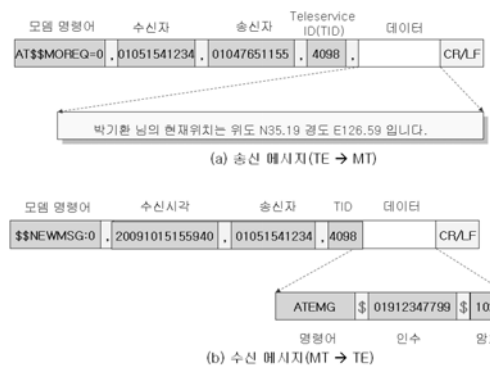 모뎀 명령어 수신자 송신자 Teleservice ID(TID) 데이터
AT$$MOREQ=0 , 01051541234 , 01047651155 , 4098 , CR/LF
박기환 님의 현재위치는 위도 N35.19 경도 E126.59 입니다.
(a) 송신 메시지(TE → MT)
모뎀 명령어 수신시각 송신자 TID 데이터
$$NEWMSG:0 , 20091015155940 , 01051541234 , 4098 CR/LF
ATEMG $ 01912347799 $
명령어 인수
(b) 수신 메시지(MT → TE)